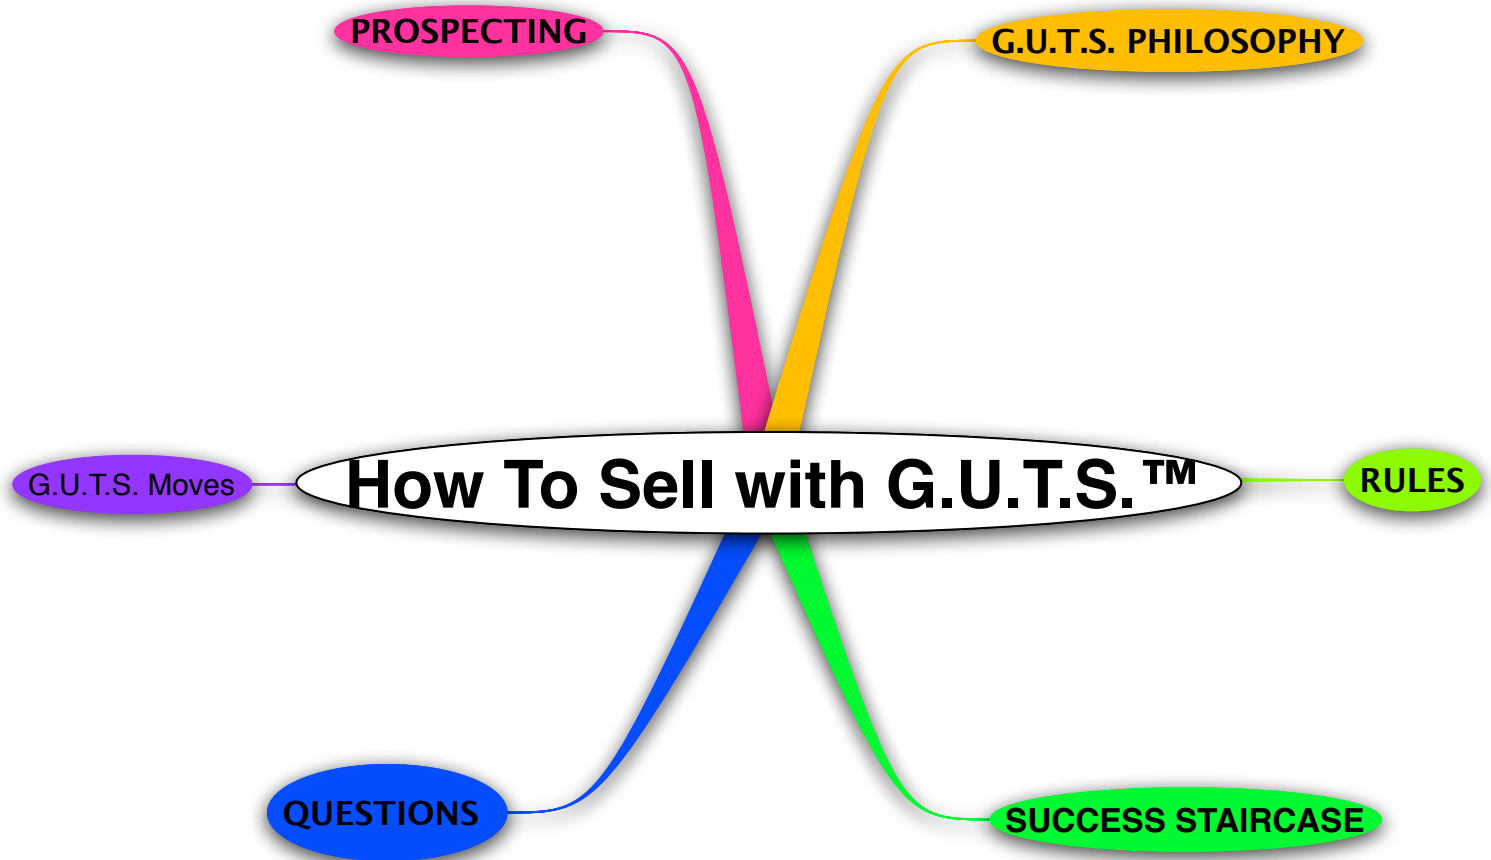 PROSPECTING
G.U.T.S. PHILOSOPHY
G.U.T.S. Moves
How To Sell with G.U.T.S.™
RULES
QUESTIONS
SUCCESS STAIRCASE